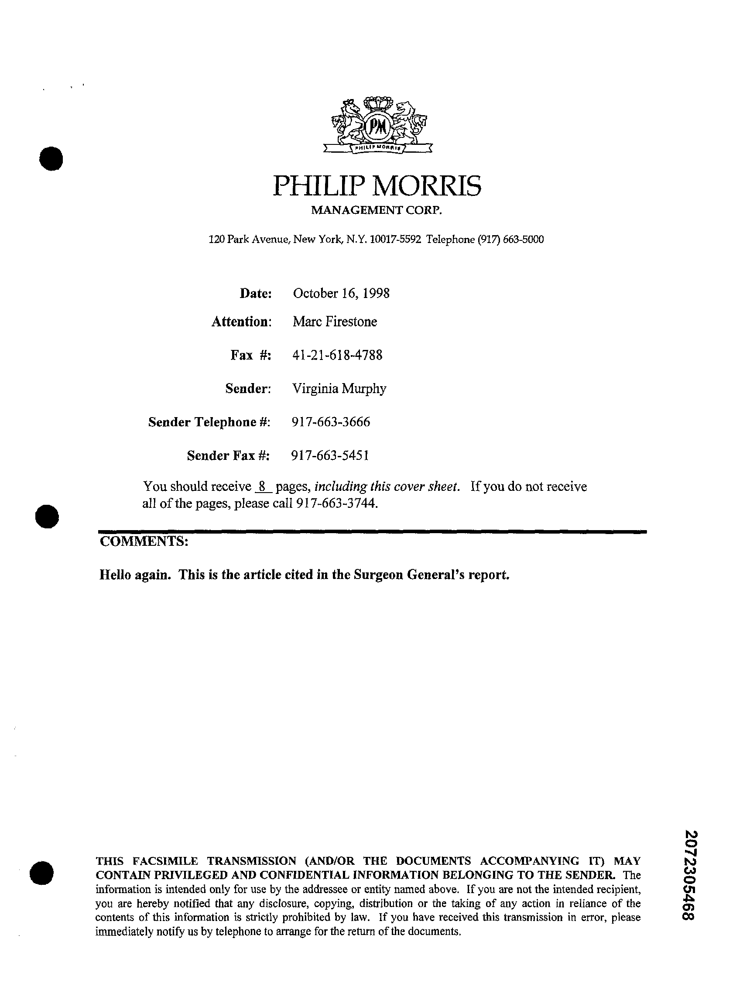 PM
PHILIP MORRIS
PHILIP MORRIS
MANAGEMENT CORP.
120 Park Avenue, New York, N.Y. 10017-5592 Telephone (917) 663-5000
Date: October 16, 1998
Attention: Marc Firestone
Fax #: 41-21-618-4788
Sender: Virginia Murphy
Sender Telephone #: 917-663-3666
Sender Fax #: 917-663-5451
You should receive 8 pages, including this cover sheet. If you do not receive
all of the pages, please call 917-663-3744.
COMMENTS:
Hello again. This is the article cited in the Surgeon General's report.
THIS FACSIMILE TRANSMISSION (AND/OR THE DOCUMENTS ACCOMPANYING IT) MAY
CONTAIN PRIVILEGED AND CONFIDENTIAL INFORMATION BELONGING TO THE SENDER. The
information is intended only for use by the addressee or entity named above. If you are not the intended recipient,
you are hereby notified that any disclosure, copying, distribution or the taking of any action in reliance of the
contents of this information is strictly prohibited by law. If you have received this transmission in error, please
immediately notify us by telephone to arrange for the return of the documents.
2072305468